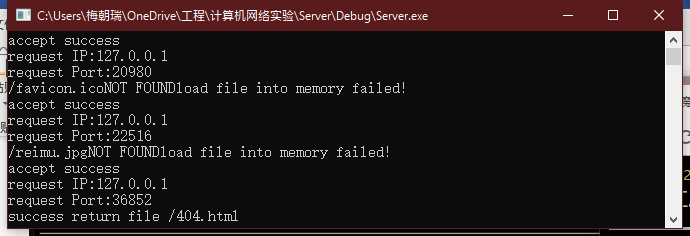 C:\Users\梅朝瑞\OneDrive\工程\计算机网络实验\Server\Debug\Server.exe
accept success
request IP:127.0.0.1
request Port:20980
/favicon.icoNOT FOUNDload file into memory failed!
accept success
request IP:127.0.0.1
request Port:22516
/reimu.jpgNOT FOUNDload file into memory failed!
accept success
request IP:127.0.0.1
request Port:36852
success return file /404.html